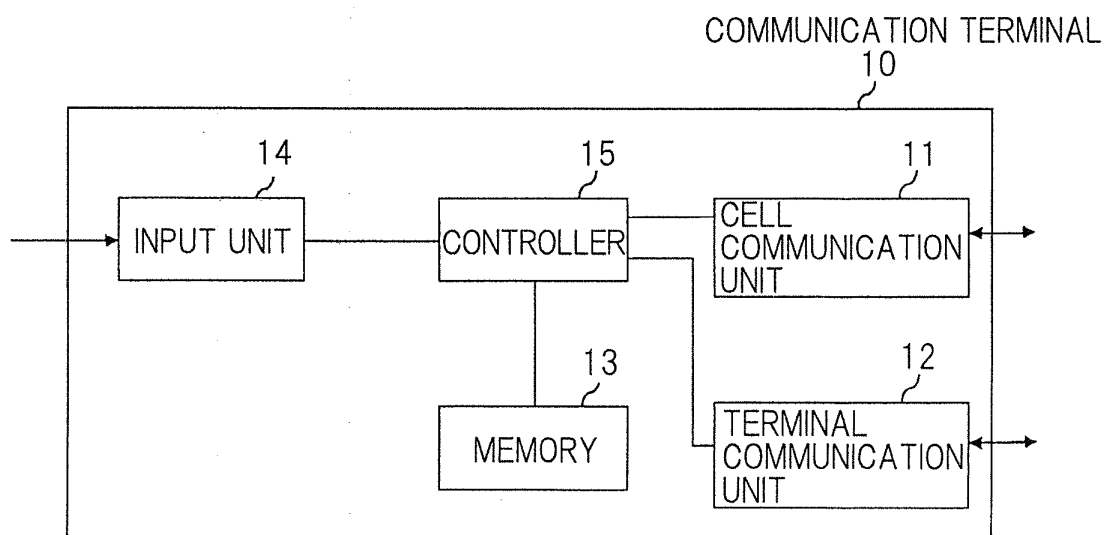 COMMUNICATION TERMINAL
10
14
15
11
INPUT UNIT
CONTROLLER
CELL
COMMUNICATION
UNIT
13
12
MEMORY
TERMINAL
COMMUNICATION
UNIT